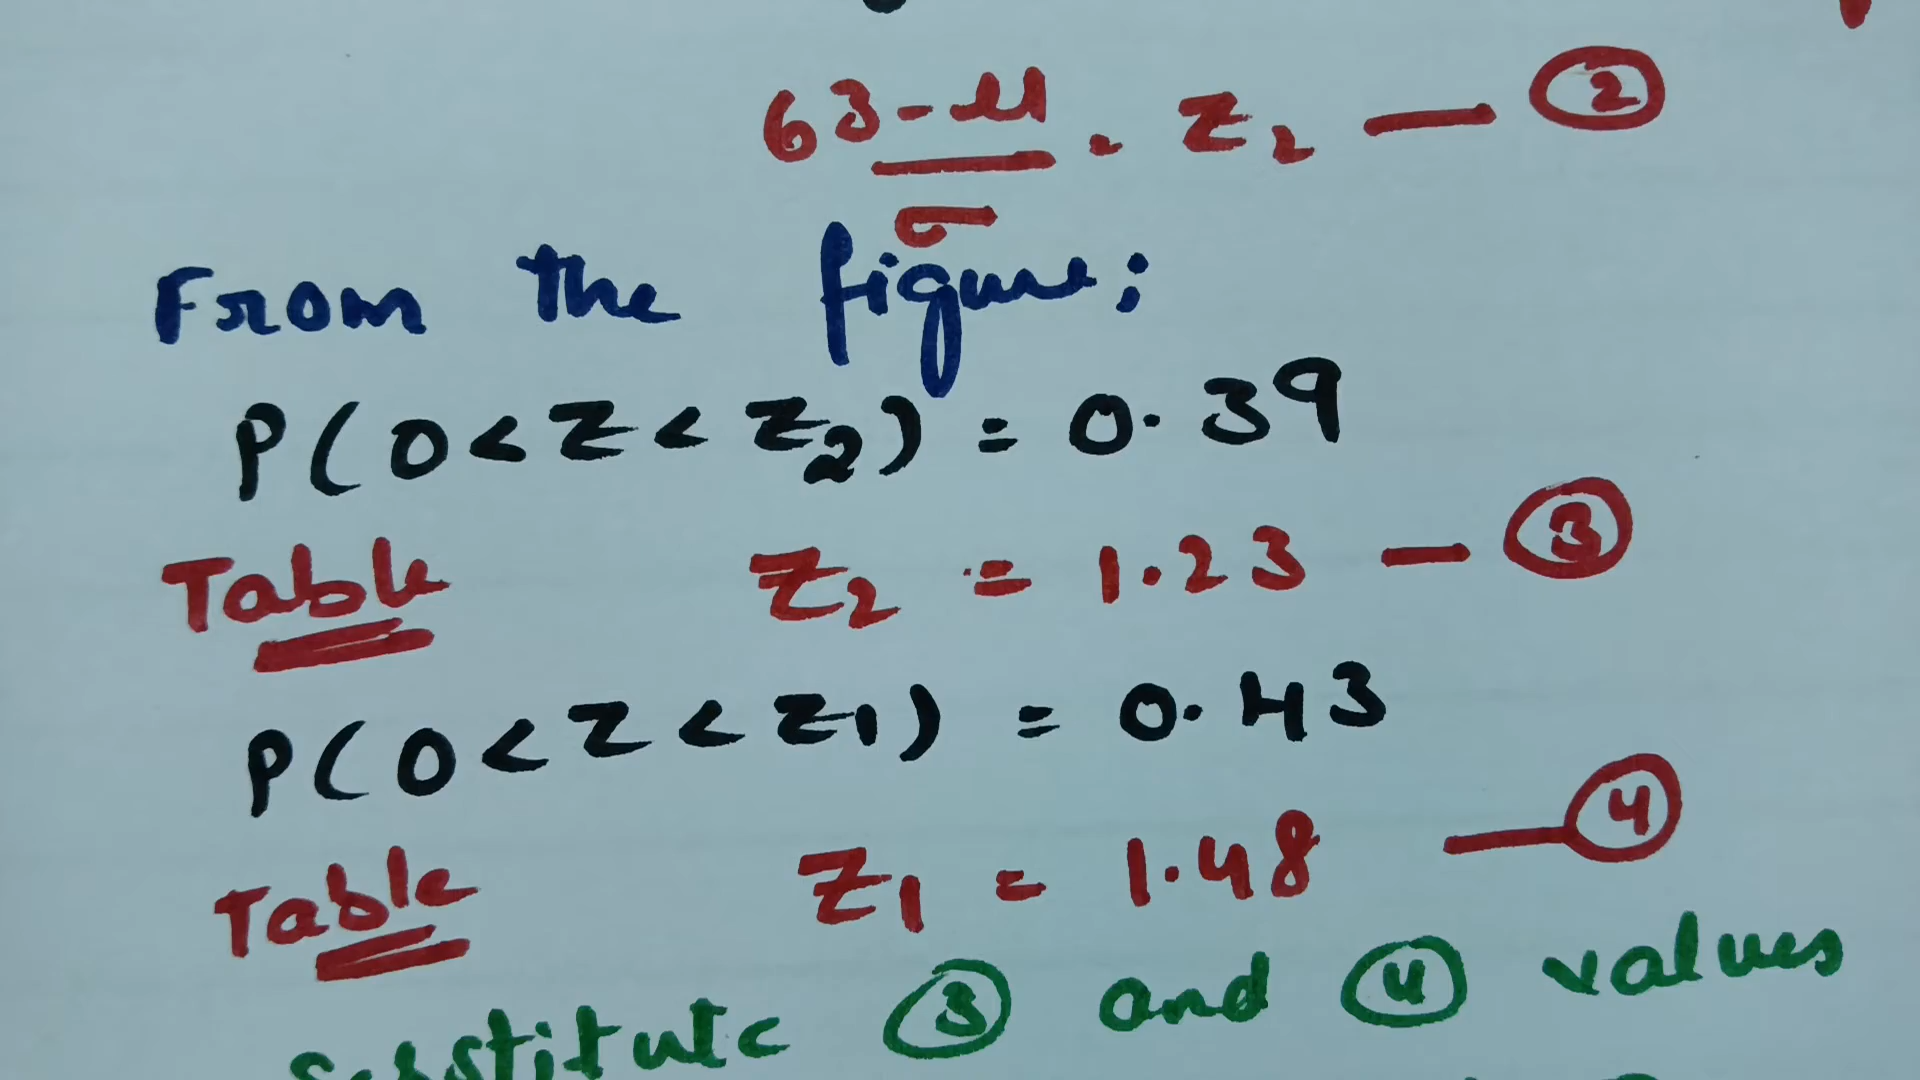 63-μ/σ = z₂ — ②
From the figure;
P(0<z<z₂) = 0.39
Table z₂ = 1.23 — ③
P(0<z<z1) = 0.43
Table z1 = 1.48 — ④
③ and ④ values